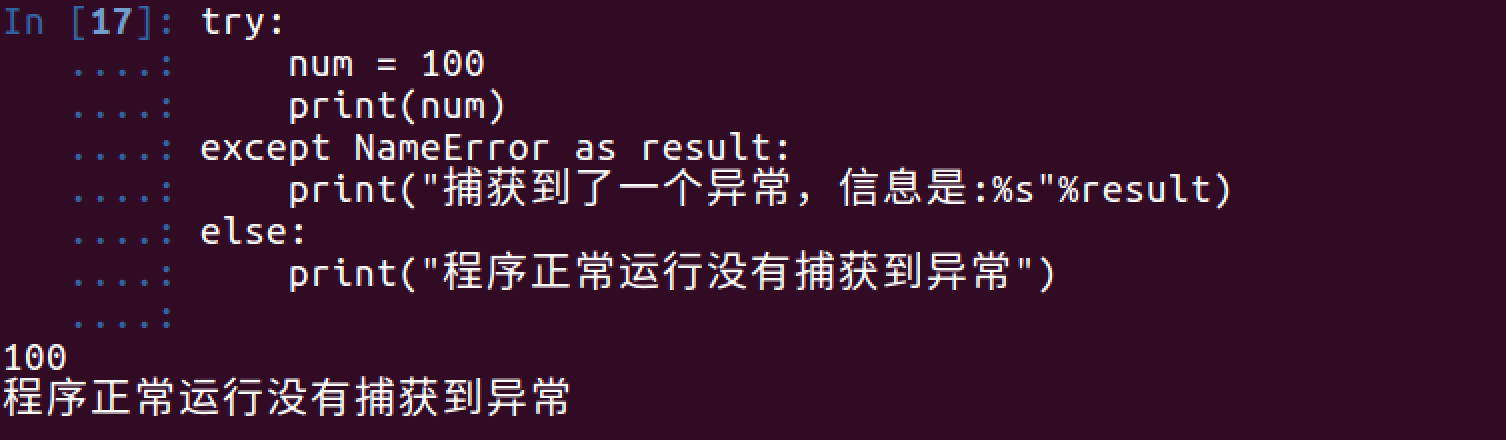 In [17]: try:
   ....:     num = 100
   ....:     print(num)
   ....: except NameError as result:
   ....:     print("捕获到了一个异常，信息是:%s"%result)
   ....: else:
   ....:     print("程序正常运行没有捕获到异常")
   ....:
100
程序正常运行没有捕获到异常